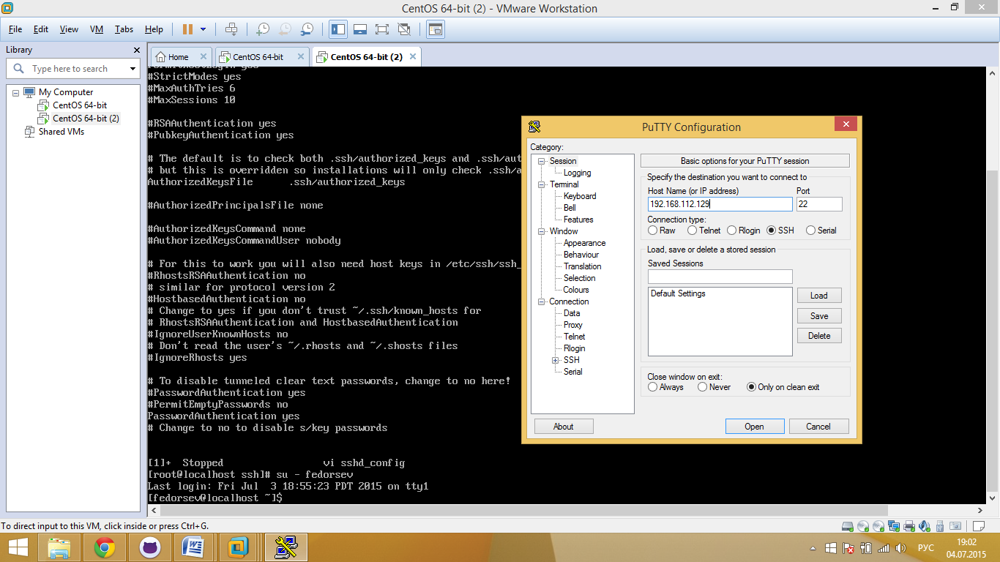 CentOS 64-bit (2) - VMware Workstation
File Edit View VM Tabs Help
Library
Type here to search
My Computer
CentOS 64-bit
CentOS 64-bit (2)
Shared VMs
Home CentOS 64-bit CentOS 64-bit (2)
#StrictModes yes
#MaxAuthTries 6
#MaxSessions 10
#RSAAuthentication yes
#PubkeyAuthentication yes
# The default is to check both .ssh/authorized_keys and .ssh/aut
# but this is overridden so installations will only check .ssh/a
AuthorizedKeysFile .ssh/authorized_keys
#AuthorizedPrincipalsFile none
#AuthorizedKeysCommand none
#AuthorizedKeysCommandUser nobody
# For this to work you will also need host keys in /etc/ssh/ssh_
#RhostsRSAAuthentication no
# similar for protocol version 2
#HostbasedAuthentication no
# Change to yes if you don't trust ~/.ssh/known_hosts for
# RhostsRSAAuthentication and HostbasedAuthentication
#IgnoreUserKnownHosts no
# Don't read the user's ~/.rhosts and ~/.shosts files
#IgnoreRhosts yes
# To disable tunneled clear text passwords, change to no here!
#PasswordAuthentication yes
#PermitEmptyPasswords no
PasswordAuthentication yes
# Change to no to disable s/key passwords
[1]+ Stopped vi sshd_config
[root@localhost ssh]# su - fedorsev
Last login: Fri Jul 3 18:55:23 PDT 2015 on tty1
[fedorsev@localhost ~]$
PuTTY Configuration
Category:
Session
Logging
Terminal
Keyboard
Bell
Features
Window
Appearance
Behaviour
Translation
Selection
Colours
Connection
Data
Proxy
Telnet
Rlogin
SSH
Serial
Basic options for your PuTTY session
Specify the destination you want to connect to
Host Name (or IP address) Port
192.168.112.129 22
Connection type:
Raw Telnet Rlogin SSH Serial
Load, save or delete a stored session
Saved Sessions
Default Settings
Load
Save
Delete
Close window on exit:
Always Never Only on clean exit
About Open Cancel
To direct input to this VM, click inside or press Ctrl+G.
РУС
19:02
04.07.2015